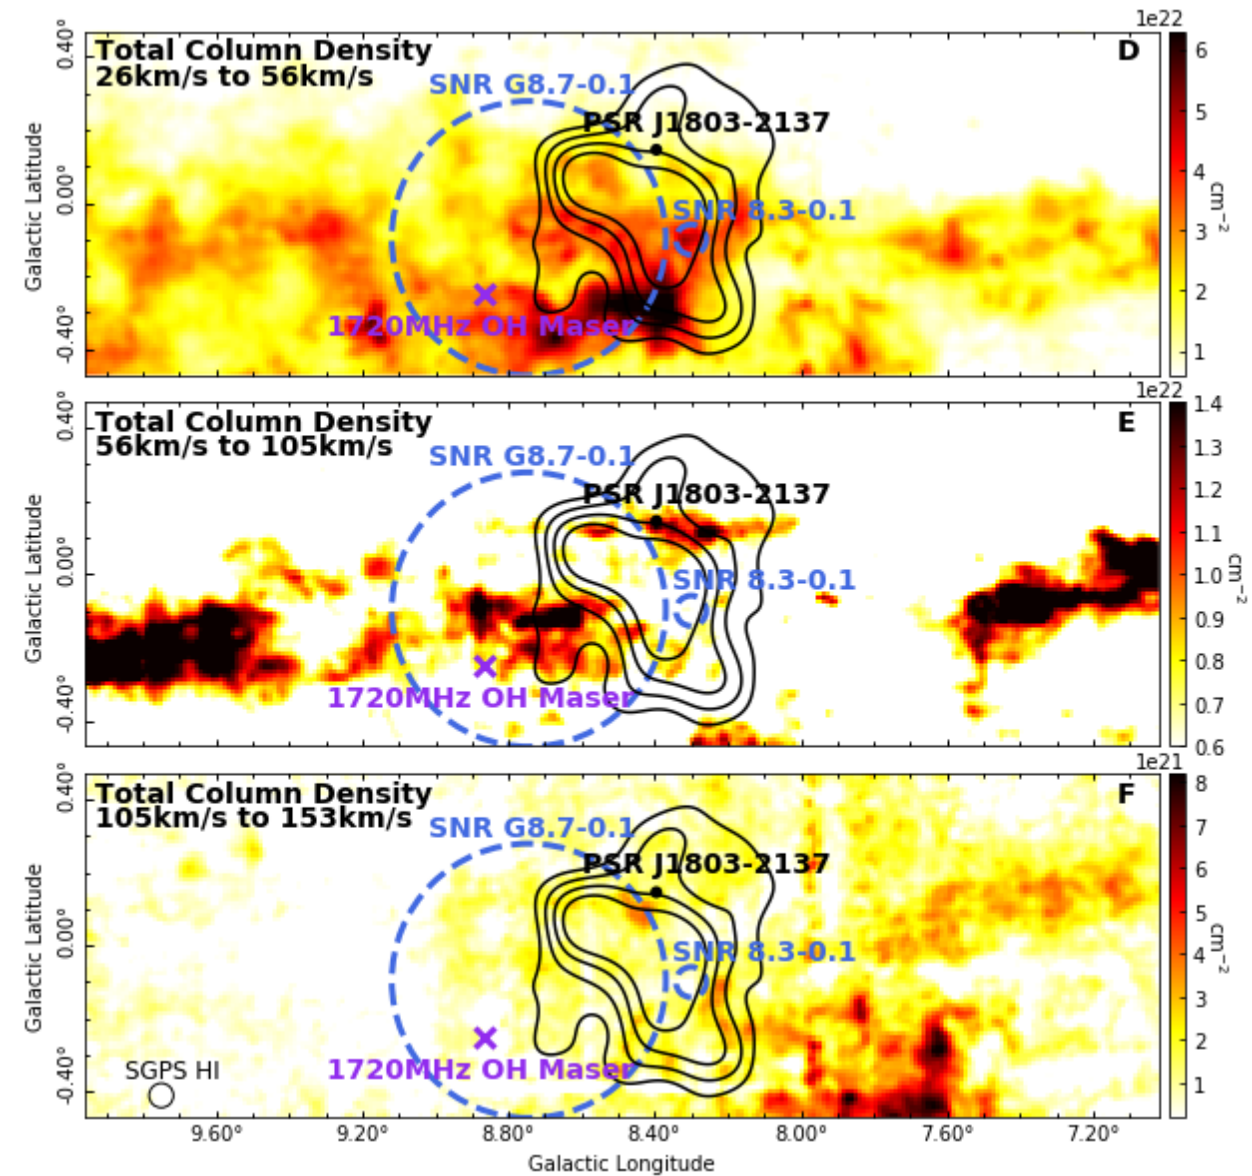 1e22
Total Column Density
26km/s to 56km/s
D
SNR G8.7-0.1
PSR J1803-2137
SNR 8.3-0.1
1720MHz OH Maser
0.40°
0.00°
-0.40°
Galactic Latitude
6
5
4
3
2
1
cm⁻²
1e22
Total Column Density
56km/s to 105km/s
E
SNR G8.7-0.1
PSR J1803-2137
SNR 8.3-0.1
1720MHz OH Maser
0.40°
0.00°
-0.40°
Galactic Latitude
1.4
1.3
1.2
1.1
1.0
0.9
0.8
0.7
0.6
cm⁻²
1e21
Total Column Density
105km/s to 153km/s
F
SNR G8.7-0.1
PSR J1803-2137
SNR 8.3-0.1
1720MHz OH Maser
SGPS HI
0.40°
0.00°
-0.40°
Galactic Latitude
8
7
6
5
4
3
2
1
cm⁻²
9.60° 9.20° 8.80° 8.40° 8.00° 7.60° 7.20°
Galactic Longitude